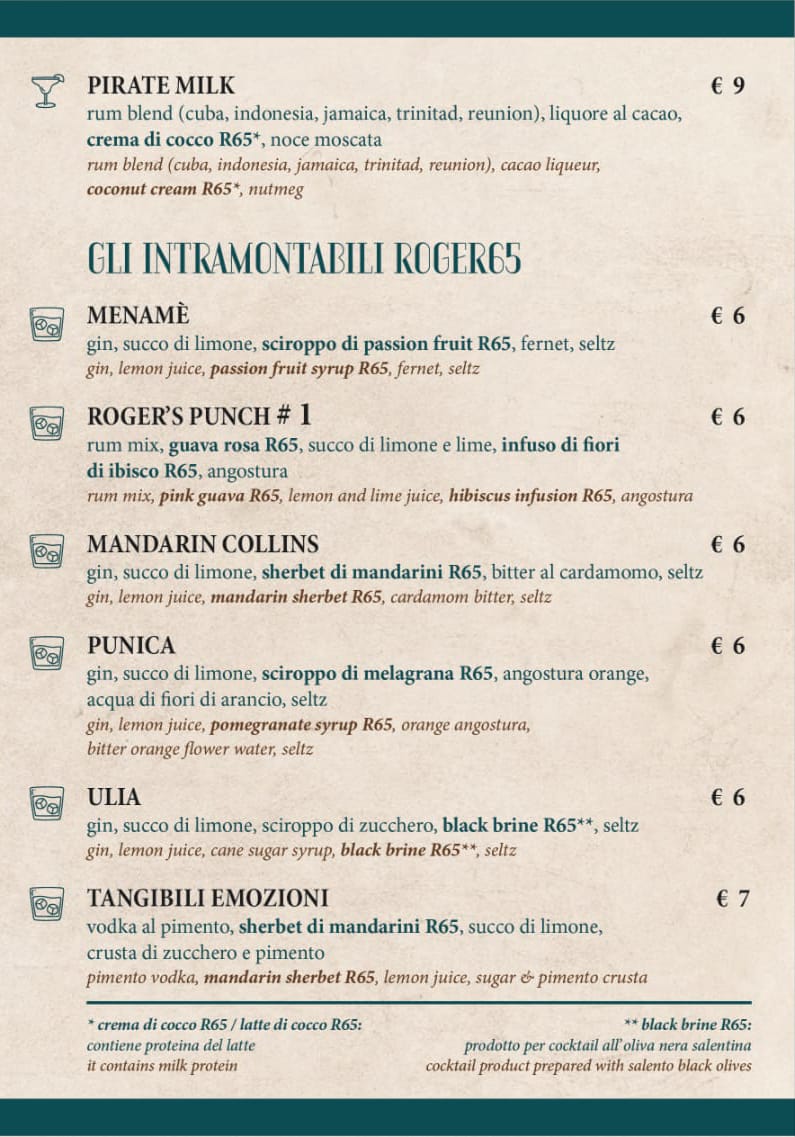 PIRATE MILK € 9
rum blend (cuba, indonesia, jamaica, trinitad, reunion), liquore al cacao,
crema di cocco R65*, noce moscata
rum blend (cuba, indonesia, jamaica, trinitad, reunion), cacao liqueur,
coconut cream R65*, nutmeg
GLI INTRAMONTABILI ROGER65
MENAMÈ € 6
gin, succo di limone, sciroppo di passion fruit R65, fernet, seltz
gin, lemon juice, passion fruit syrup R65, fernet, seltz
ROGER'S PUNCH # 1 € 6
rum mix, guava rosa R65, succo di limone e lime, infuso di fiori
di ibisco R65, angostura
rum mix, pink guava R65, lemon and lime juice, hibiscus infusion R65, angostura
MANDARIN COLLINS € 6
gin, succo di limone, sherbet di mandarini R65, bitter al cardamomo, seltz
gin, lemon juice, mandarin sherbet R65, cardamom bitter, seltz
PUNICA € 6
gin, succo di limone, sciroppo di melagrana R65, angostura orange,
acqua di fiori di arancio, seltz
gin, lemon juice, pomegranate syrup R65, orange angostura,
bitter orange flower water, seltz
ULIA € 6
gin, succo di limone, sciroppo di zucchero, black brine R65**, seltz
gin, lemon juice, cane sugar syrup, black brine R65**, seltz
TANGIBILI EMOZIONI € 7
vodka al pimento, sherbet di mandarini R65, succo di limone,
crusta di zucchero e pimento
pimento vodka, mandarin sherbet R65, lemon juice, sugar & pimento crusta
* crema di cocco R65 / latte di cocco R65:
contiene proteina del latte
it contains milk protein
** black brine R65:
prodotto per cocktail all'oliva nera salentina
cocktail product prepared with salento black olives